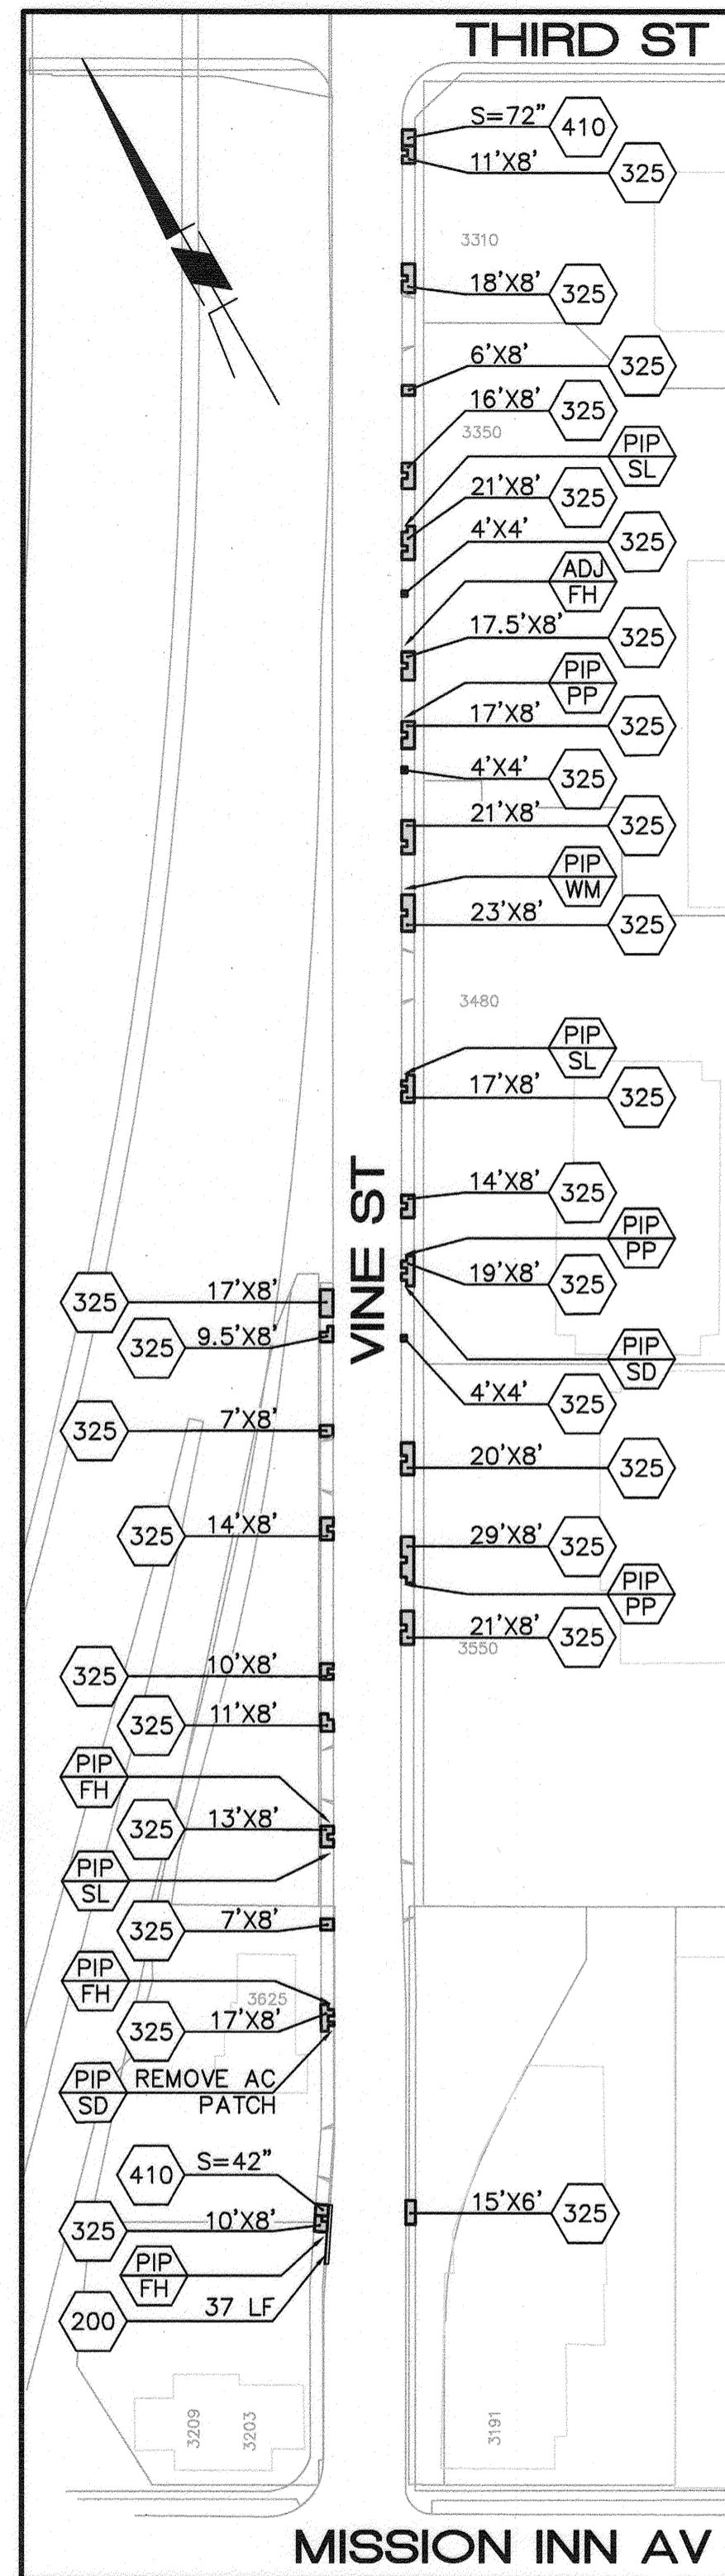 THIRD ST
S=72" 410
11'X8' 325
3310
18'X8' 325
6'X8' 325
16'X8' 325
3350
PIP
SL
21'X8' 325
4'X4' 325
ADJ
FH
17.5'X8' 325
PIP
PP
17'X8' 325
4'X4' 325
21'X8' 325
PIP
WM
23'X8' 325
3480
PIP
SL
17'X8' 325
VINE ST
14'X8' 325
PIP
PP
19'X8' 325
PIP
SD
4'X4' 325
20'X8' 325
29'X8' 325
PIP
PP
21'X8' 325
3550
325 17'X8'
325 9.5'X8'
325 7'X8'
325 14'X8'
325 10'X8'
325 11'X8'
PIP
FH
325 13'X8'
PIP
SL
325 7'X8'
PIP
FH
3625
325 17'X8'
PIP REMOVE AC
SD PATCH
410 S=42"
325 10'X8'
PIP
FH
200 37 LF
15'X6' 325
3209
3203
3191
MISSION INN AV